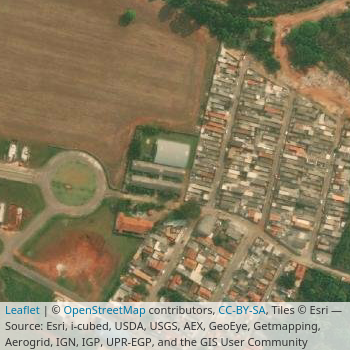 Leaflet | © OpenStreetMap contributors, CC-BY-SA, Tiles © Esri —
Source: Esri, i-cubed, USDA, USGS, AEX, GeoEye, Getmapping,
Aerogrid, IGN, IGP, UPR-EGP, and the GIS User Community